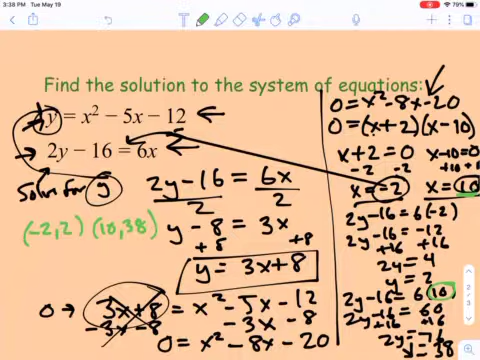 3:38 PM Tue May 19
79%
Find the solution to the system of equations:
y = x² − 5x − 12
2y − 16 = 6x
Solve for y
(-2,2) (10,38)
2y-16 = 6x
2 2
y - 8 = 3x
+8 +8
y = 3x+8
0 → 3x+8 = x² - 5x - 12
-3x-8 -3x - 8
0 = x² - 8x - 20
0 = x² - 8x - 20
0 = (x+2)(x-10)
x+2=0 x-10=0
-2 -2 +10 +10
x = -2 x = 10
2y-16 = 6(-2)
2y-16 = -12
+16 +16
2y = 4
y = 2
2y-16 = 6(10)
2y-16 = 60
+16 +16
y = 38
2
3